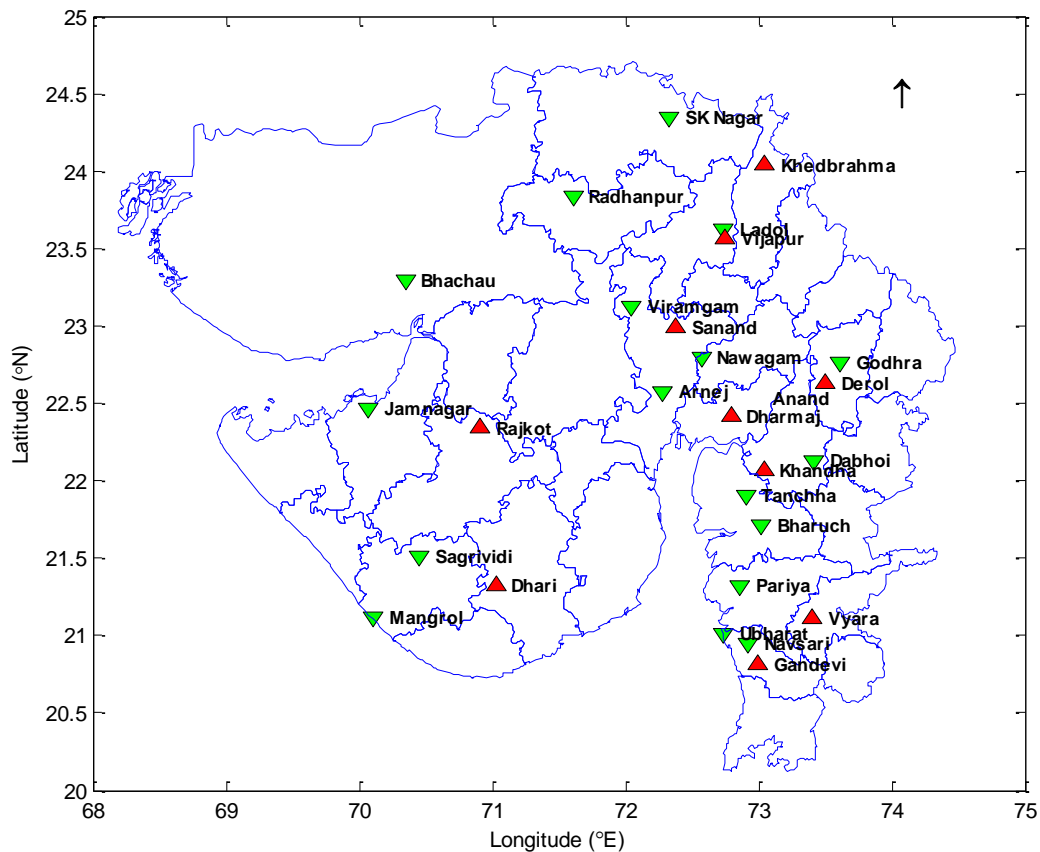 25
24.5
24
23.5
23
22.5
22
21.5
21
20.5
20
68
69
70
71
72
73
74
75
Latitude (°N)
Longitude (°E)
SK Nagar
Khedbrahma
Radhanpur
Ladol
Vijapur
Bhachau
Viramgam
Sanand
Nawagam
Godhra
Derol
Arnej
Anand
Jamnagar
Dharmaj
Rajkot
Dabhoi
Khandha
Tanchha
Bharuch
Sagrividi
Dhari
Pariya
Mangrol
Vyara
Ubharat
Navsari
Gandevi